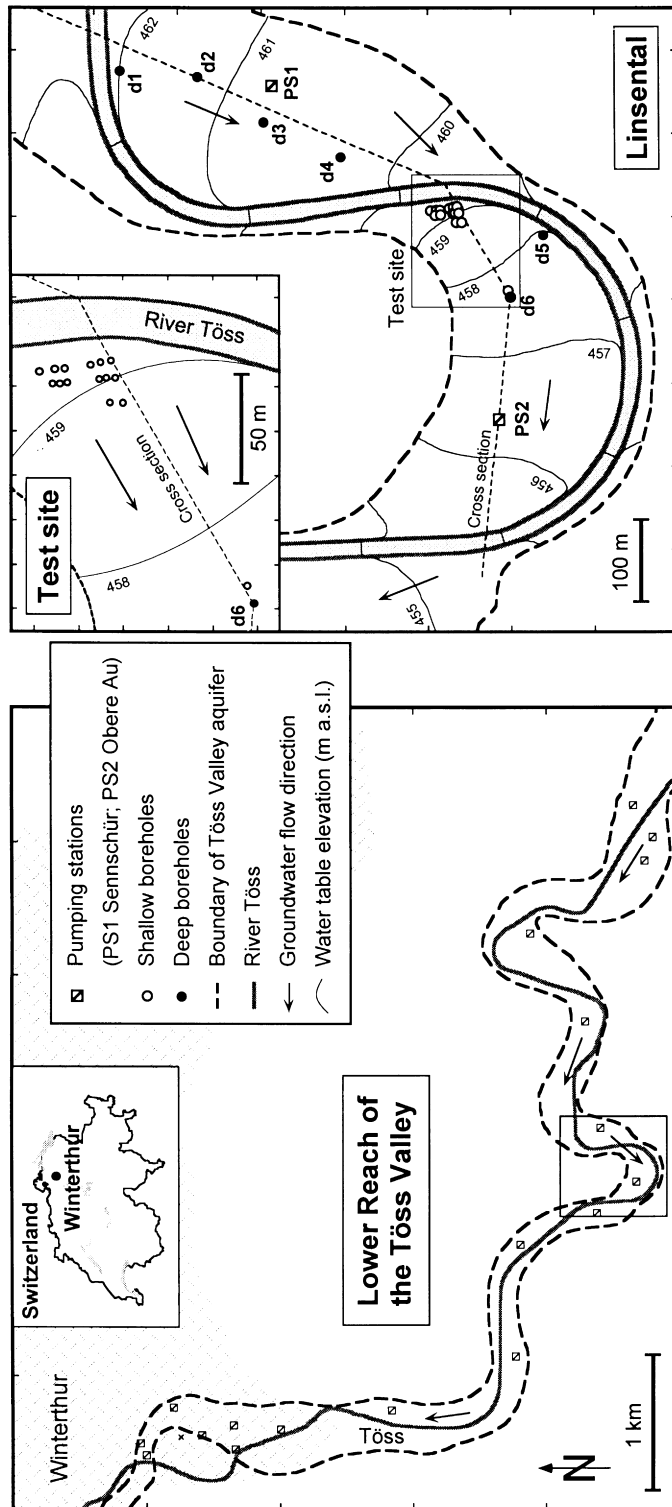 Winterthur
Switzerland
Winterthur
Lower Reach of
the Töss Valley
Töss
N
1 km
Pumping stations
(PS1 Sennschür; PS2 Obere Au)
Shallow boreholes
Deep boreholes
Boundary of Töss Valley aquifer
River Töss
Groundwater flow direction
Water table elevation (m a.s.l.)
Test site
River Töss
459
458
Cross section
d6
50 m
462
d1
d2
461
PS1
d3
d4
460
Test site
459
458
d5
d6
457
PS2
Cross section
456
455
100 m
Linsental